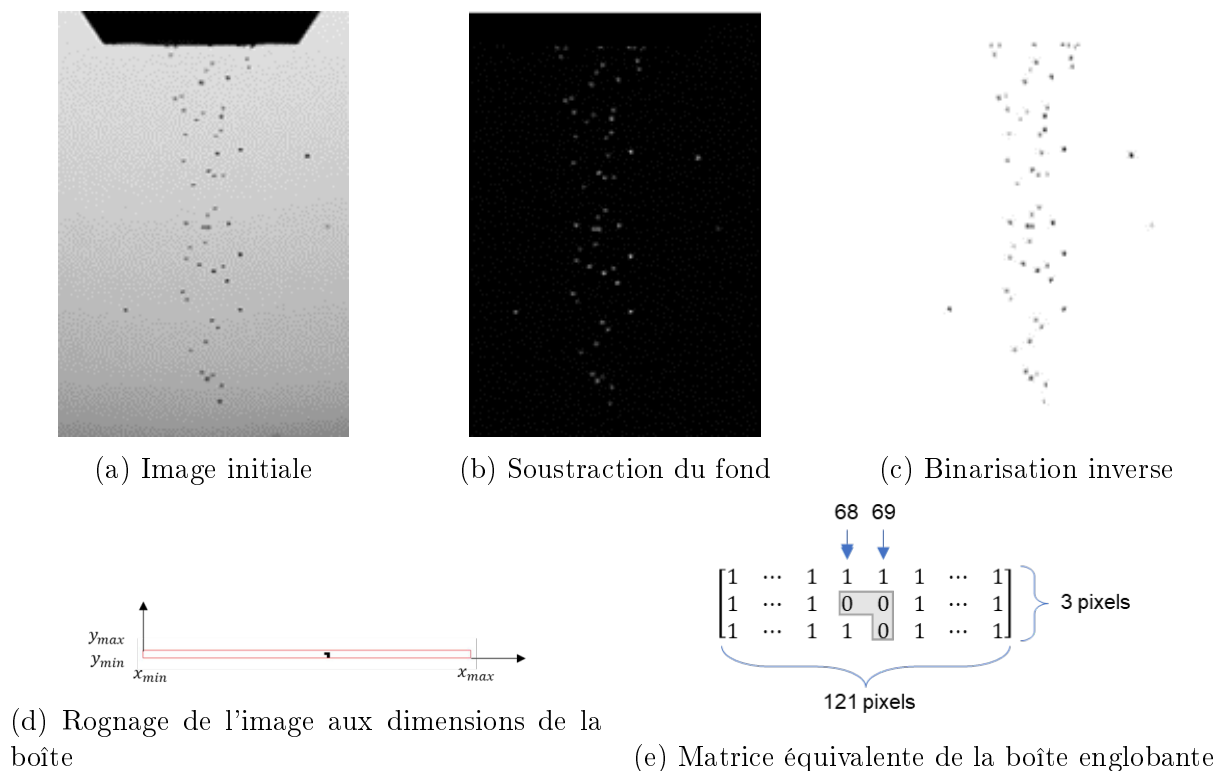 (a) Image initiale
(b) Soustraction du fond
(c) Binarisation inverse
y_max
y_min
x_min
x_max
(d) Rognage de l'image aux dimensions de la
boîte
68 69
1 ⋯ 1 1 1 1 ⋯ 1
1 ⋯ 1 0 0 1 ⋯ 1
1 ⋯ 1 1 0 1 ⋯ 1
3 pixels
121 pixels
(e) Matrice équivalente de la boîte englobante